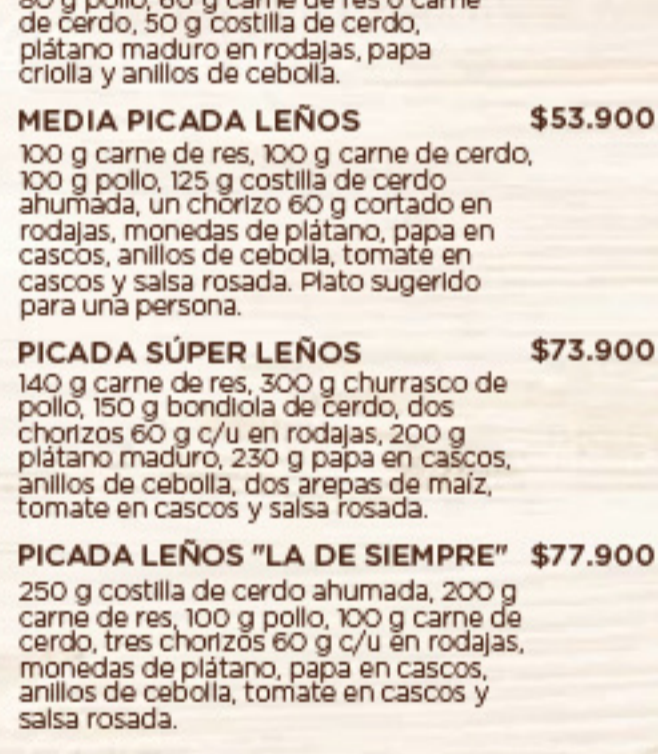 80 g pollo, 60 g carne de res o carne
de cerdo, 50 g costilla de cerdo,
plátano maduro en rodajas, papa
criolla y anillos de cebolla.
MEDIA PICADA LEÑOS $53.900
100 g carne de res, 100 g carne de cerdo,
100 g pollo, 125 g costilla de cerdo
ahumada, un chorizo 60 g cortado en
rodajas, monedas de plátano, papa en
cascos, anillos de cebolla, tomate en
cascos y salsa rosada. Plato sugerido
para una persona.
PICADA SÚPER LEÑOS $73.900
140 g carne de res, 300 g churrasco de
pollo, 150 g bondiola de cerdo, dos
chorizos 60 g c/u en rodajas, 200 g
plátano maduro, 230 g papa en cascos,
anillos de cebolla, dos arepas de maíz,
tomate en cascos y salsa rosada.
PICADA LEÑOS "LA DE SIEMPRE" $77.900
250 g costilla de cerdo ahumada, 200 g
carne de res, 100 g pollo, 100 g carne de
cerdo, tres chorizos 60 g c/u en rodajas,
monedas de plátano, papa en cascos,
anillos de cebolla, tomate en cascos y
salsa rosada.